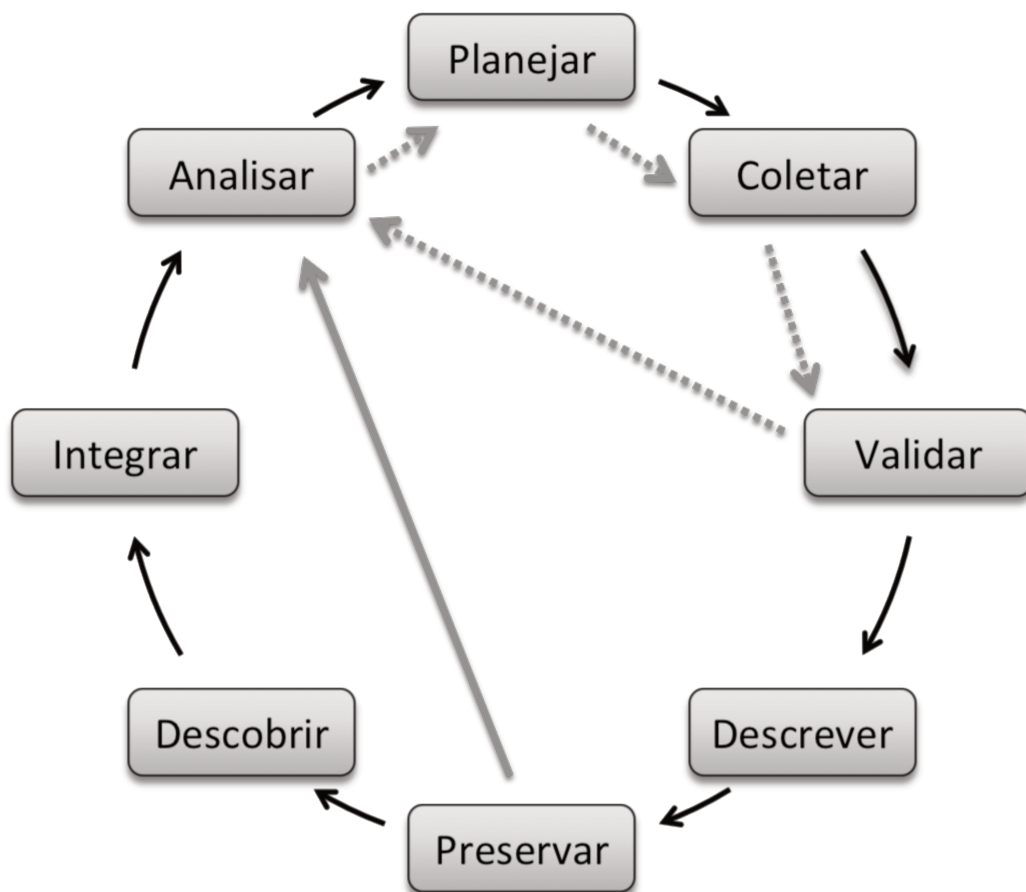 Planejar
Coletar
Validar
Descrever
Preservar
Descobrir
Integrar
Analisar